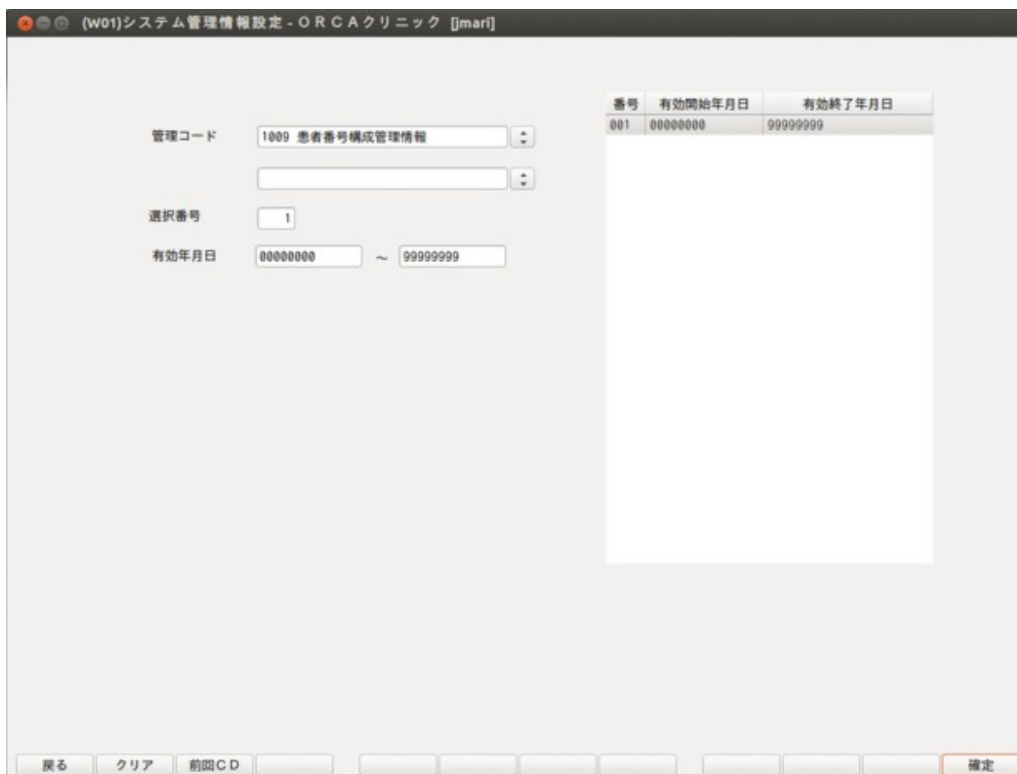 (W01)システム管理情報設定 - ＯＲＣＡクリニック [jmari]
番号 有効開始年月日 有効終了年月日
001 00000000 99999999
管理コード 1009 患者番号構成管理情報
選択番号 1
有効年月日 00000000 ～ 99999999
戻る クリア 前回ＣＤ 確定